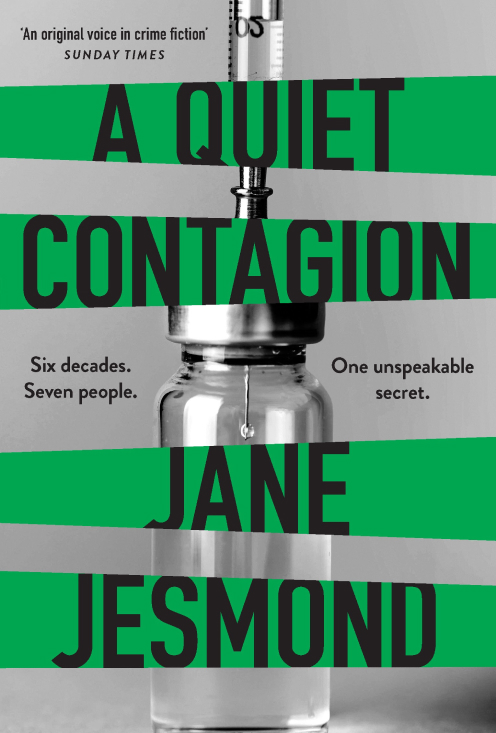 'An original voice in crime fiction'
SUNDAY TIMES
A QUIET
CONTAGION
Six decades.
Seven people.
One unspeakable
secret.
JANE
JESMOND